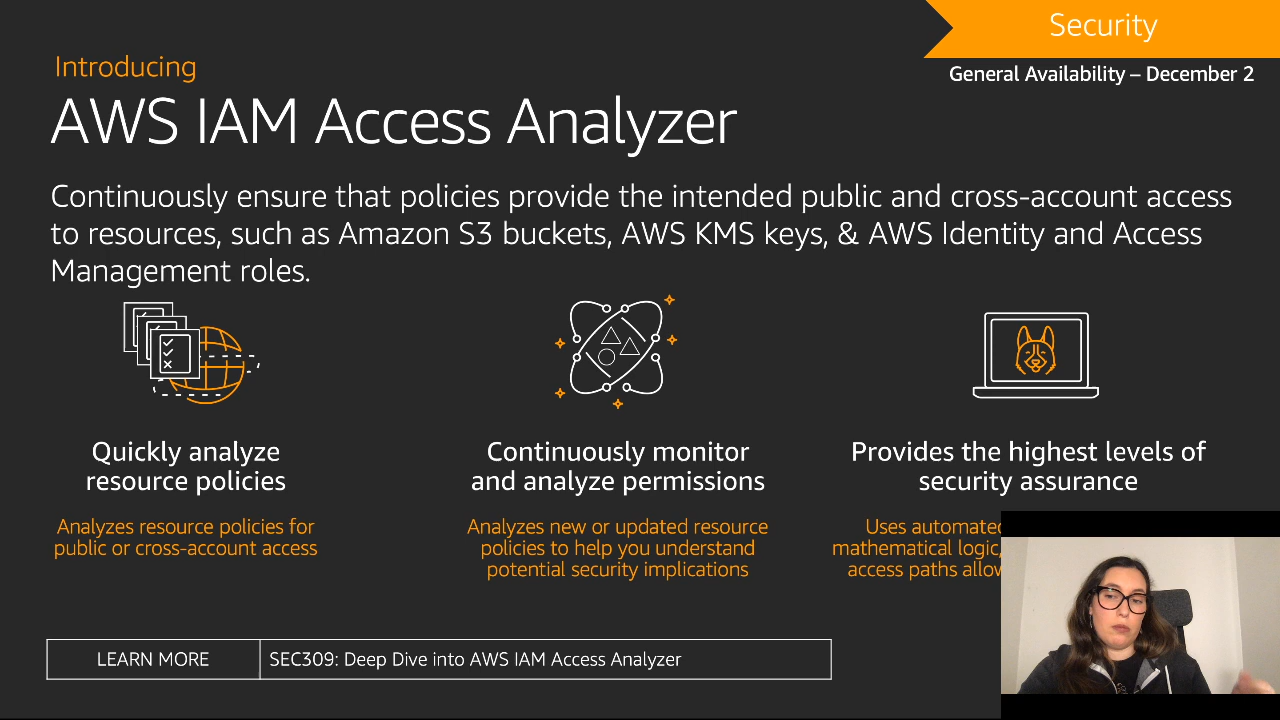 Security
General Availability – December 2
Introducing
AWS IAM Access Analyzer
Continuously ensure that policies provide the intended public and cross-account access
to resources, such as Amazon S3 buckets, AWS KMS keys, & AWS Identity and Access
Management roles.
Quickly analyze
resource policies
Analyzes resource policies for
public or cross-account access
Continuously monitor
and analyze permissions
Analyzes new or updated resource
policies to help you understand
potential security implications
Provides the highest levels of
security assurance
Uses automated
mathematical logic,
access paths
LEARN MORE
SEC309: Deep Dive into AWS IAM Access Analyzer